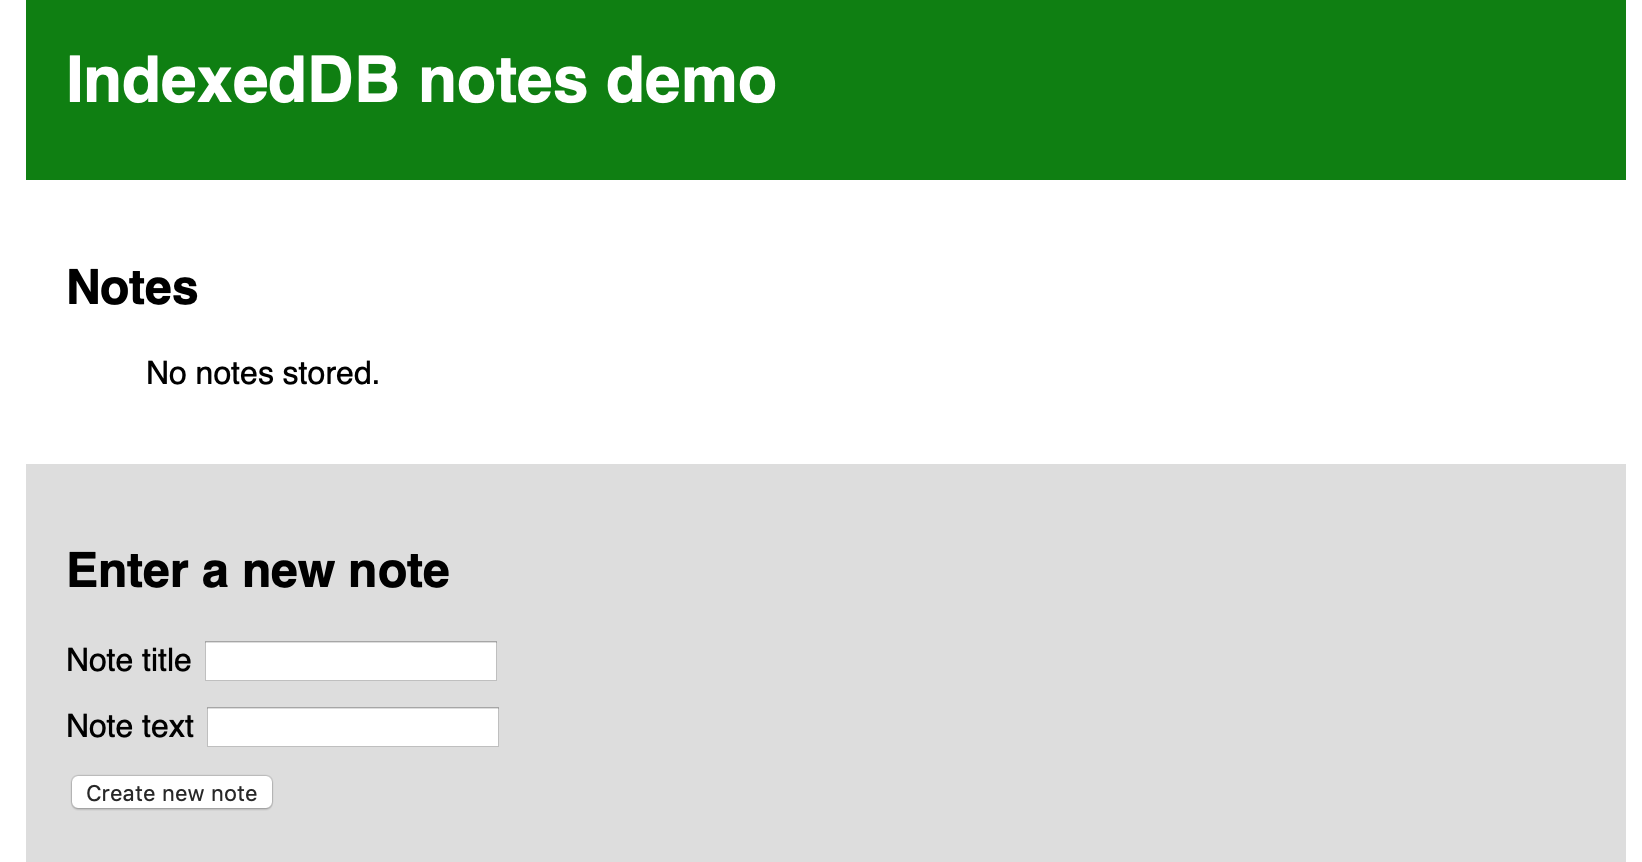 IndexedDB notes demo
Notes
No notes stored.
Enter a new note
Note title
Note text
Create new note